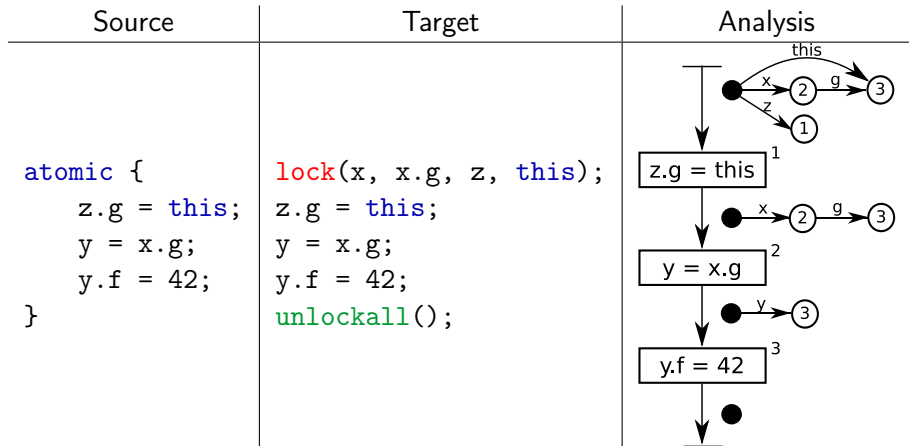 Source Target Analysis
this
x 2 g 3
z
1
1
atomic { lock(x, x.g, z, this); z.g = this
z.g = this; z.g = this;
x 2 g 3
y = x.g; y = x.g;
2
y = x.g
y.f = 42; y.f = 42;
} unlockall();
y 3
3
y.f = 42